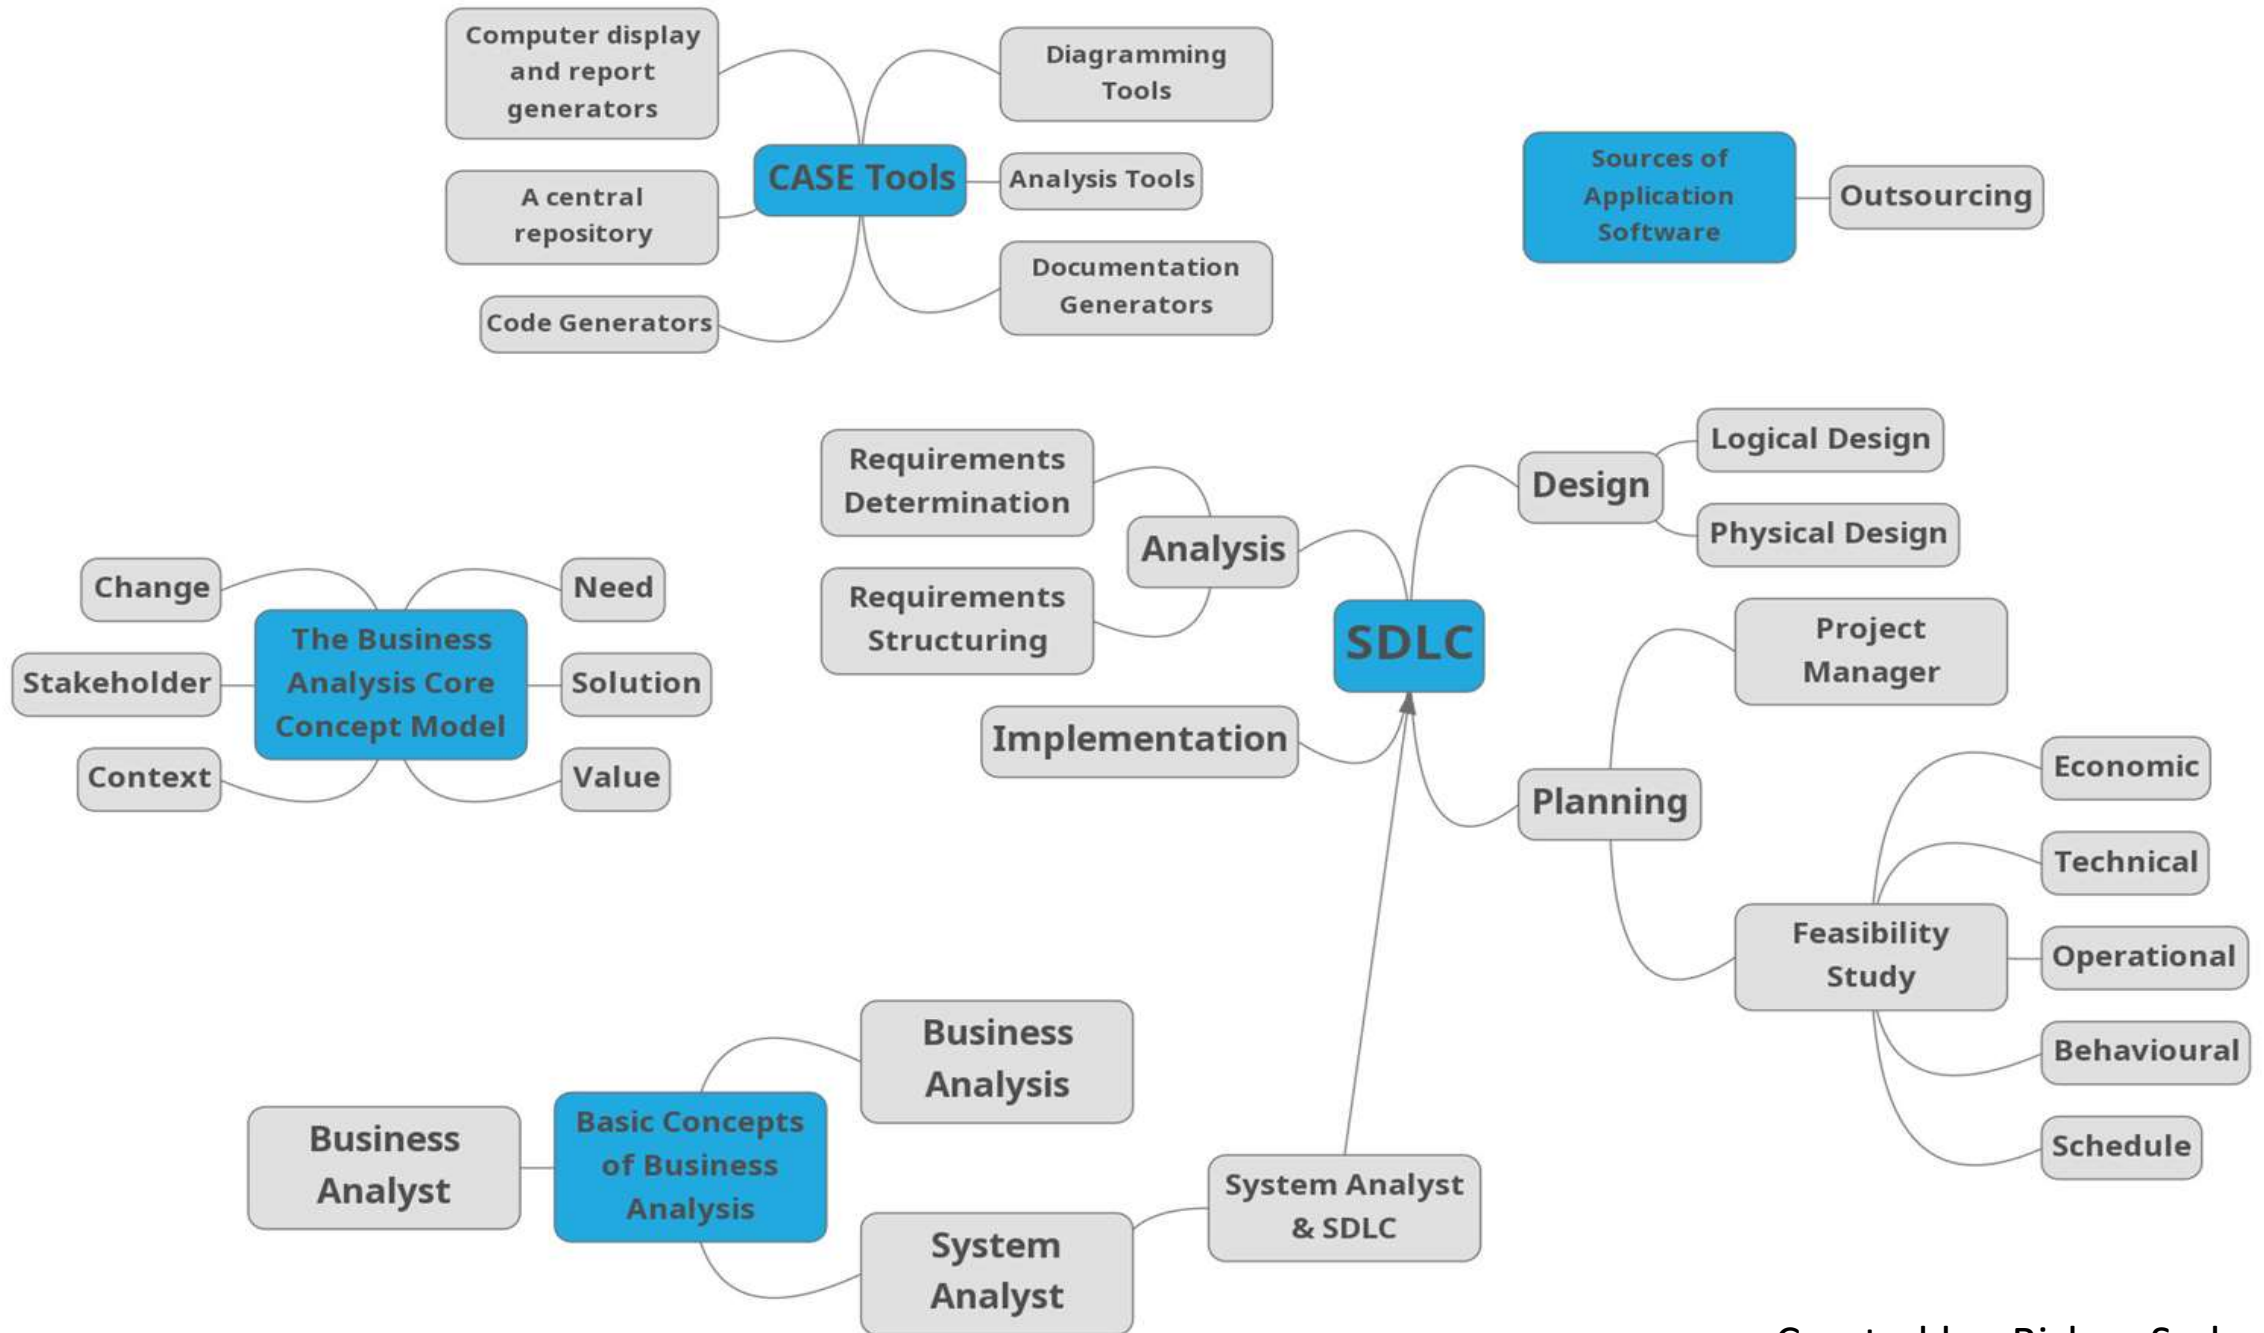 Computer display
and report
generators
A central
repository
Code Generators
CASE Tools
Diagramming
Tools
Analysis Tools
Documentation
Generators
Sources of
Application
Software
Outsourcing
Change
Stakeholder
Context
The Business
Analysis Core
Concept Model
Need
Solution
Value
Requirements
Determination
Requirements
Structuring
Analysis
Implementation
SDLC
Design
Logical Design
Physical Design
Planning
Project
Manager
Feasibility
Study
Economic
Technical
Operational
Behavioural
Schedule
Business
Analyst
Basic Concepts
of Business
Analysis
Business
Analysis
System
Analyst
System Analyst
& SDLC